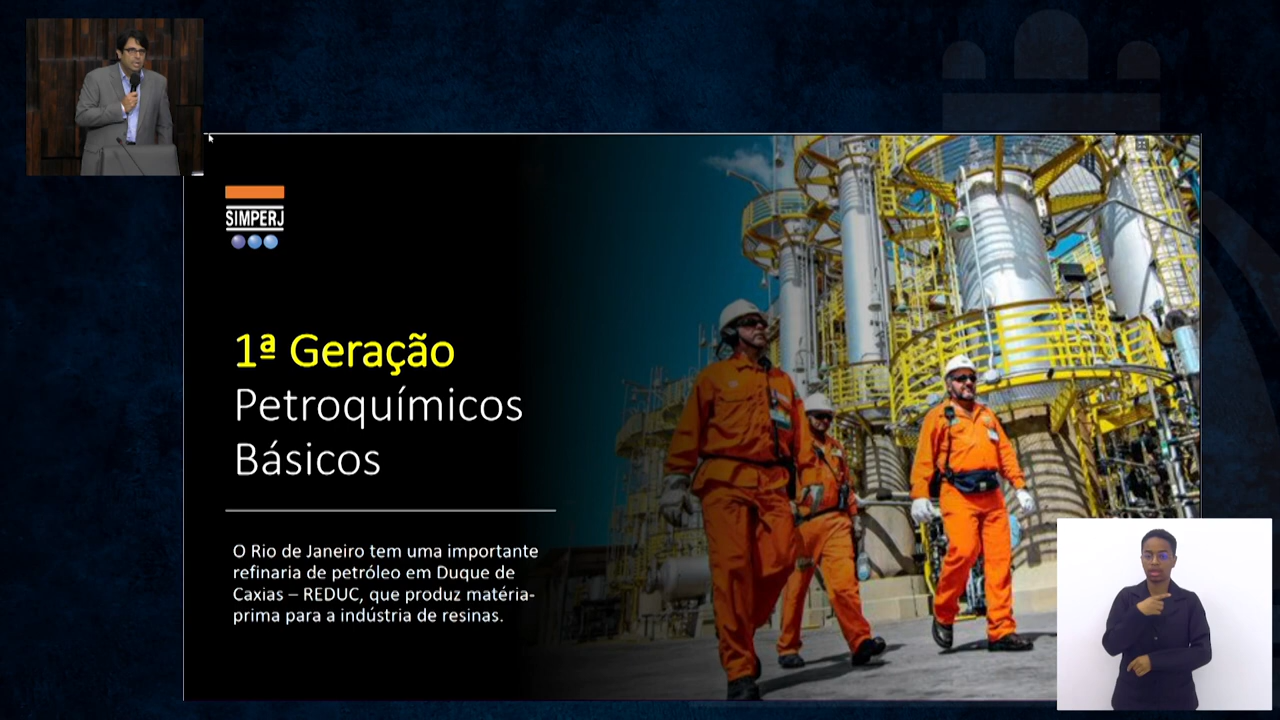 SIMPERJ
1ª Geração
Petroquímicos
Básicos
O Rio de Janeiro tem uma importante
refinaria de petróleo em Duque de
Caxias – REDUC, que produz matéria-
prima para a indústria de resinas.